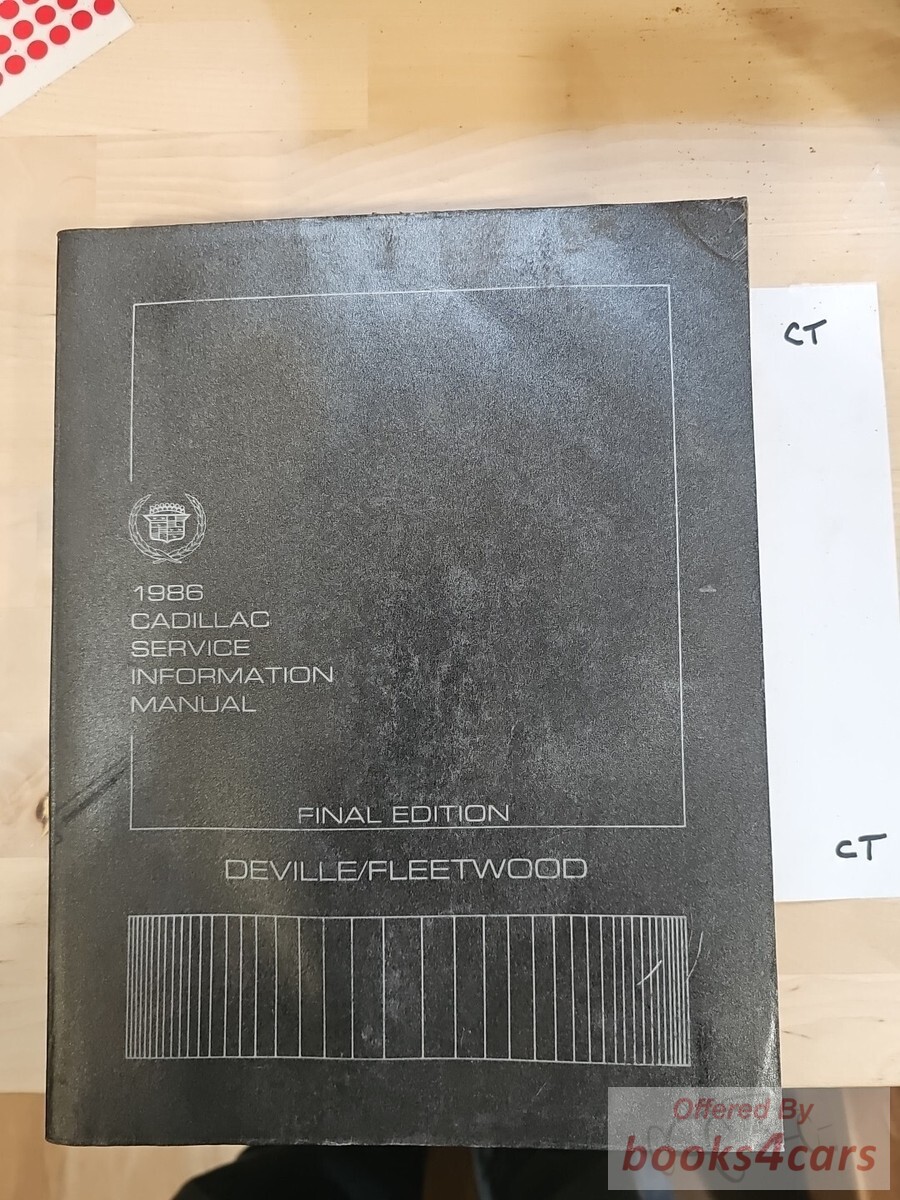 CT
1986
CADILLAC
SERVICE
INFORMATION
MANUAL
FINAL EDITION
CT
DEVILLE/FLEETWOOD
Offered By
books4cars